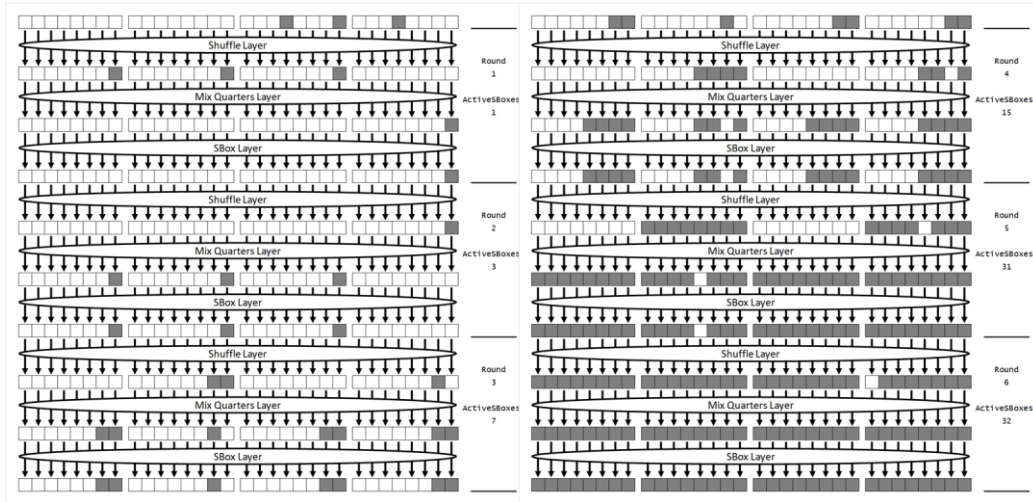 Shuffle Layer
Round
1
Mix Quarters Layer
ActiveSBoxes
1
SBox Layer
Shuffle Layer
Round
2
Mix Quarters Layer
ActiveSBoxes
3
SBox Layer
Shuffle Layer
Round
3
Mix Quarters Layer
ActiveSBoxes
7
SBox Layer
Shuffle Layer
Round
4
Mix Quarters Layer
ActiveSBoxes
15
SBox Layer
Shuffle Layer
Round
5
Mix Quarters Layer
ActiveSBoxes
31
SBox Layer
Shuffle Layer
Round
6
Mix Quarters Layer
ActiveSBoxes
32
SBox Layer